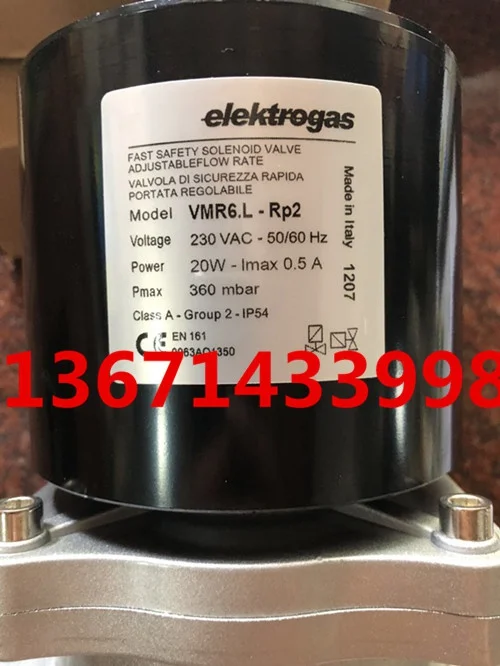 elektrogas
FAST SAFETY SOLENOID VALVE
ADJUSTABLEFLOW RATE
VALVOLA DI SICUREZZA RAPIDA
PORTATA REGOLABILE
Model VMR6.L - Rp2
Voltage 230 VAC - 50/60 Hz
Power 20W - Imax 0.5 A
Pmax 360 mbar
Class A - Group 2 - IP54
CE EN 161
Made in Italy 1207
13671433998